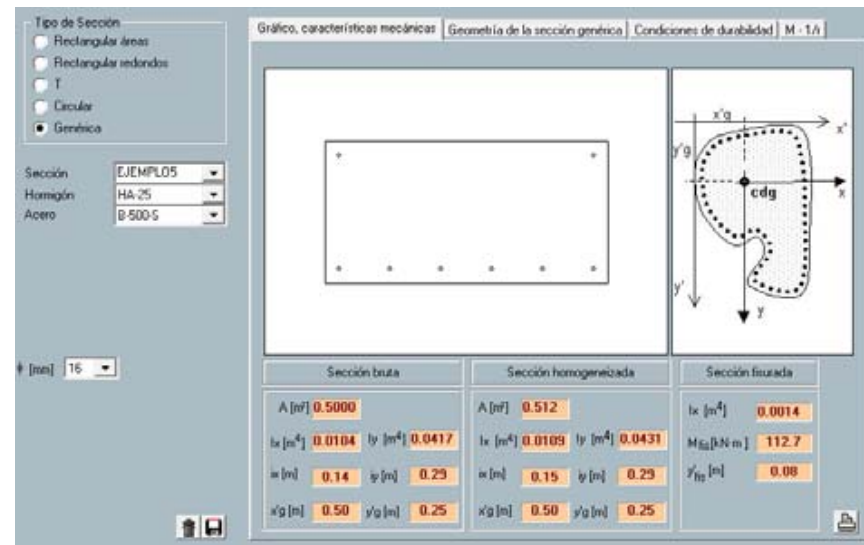 Tipo de Sección
Rectangular áreas
Rectangular redondos
T
Circular
Genérica
Sección EJEMPLO5
Hormigón HA-25
Acero B-500-S
ϕ [mm] 16
Gráfico, características mecánicas Geometría de la sección genérica Condiciones de durabilidad M - 1/r
x'g
x'
y'g
cdg
x
y'
y
Sección bruta
A [m²] 0.5000
Ix [m⁴] 0.0104 Iy [m⁴] 0.0417
ix [m] 0.14 iy [m] 0.29
x'g [m] 0.50 y'g [m] 0.25
Sección homogeneizada
A [m²] 0.512
Ix [m⁴] 0.0109 Iy [m⁴] 0.0431
ix [m] 0.15 iy [m] 0.29
x'g [m] 0.50 y'g [m] 0.25
Sección fisurada
Ix [m⁴] 0.0014
Mfis [kN·m] 112.7
y'fis [m] 0.08